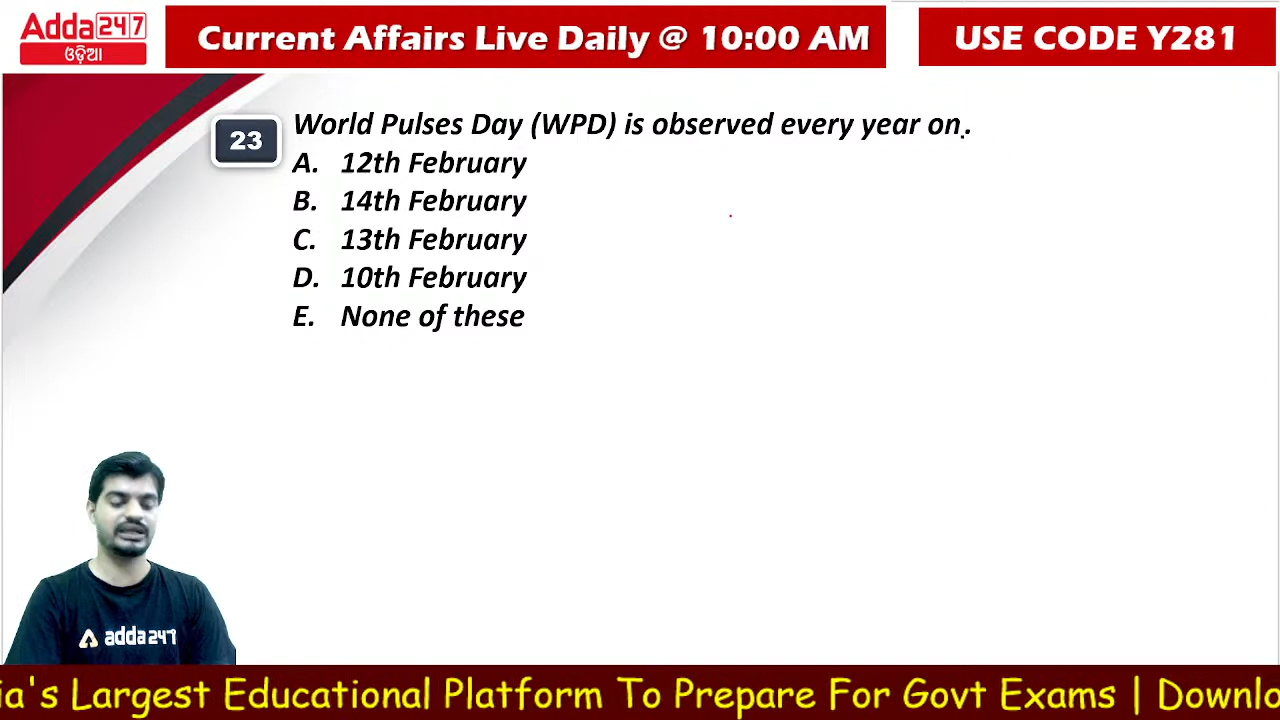 Adda 247
ଓଡ଼ିଆ
Current Affairs Live Daily @ 10:00 AM
USE CODE Y281
23
World Pulses Day (WPD) is observed every year on..
A. 12th February
B. 14th February
C. 13th February
D. 10th February
E. None of these
adda247
ia's Largest Educational Platform To Prepare For Govt Exams | Downlo